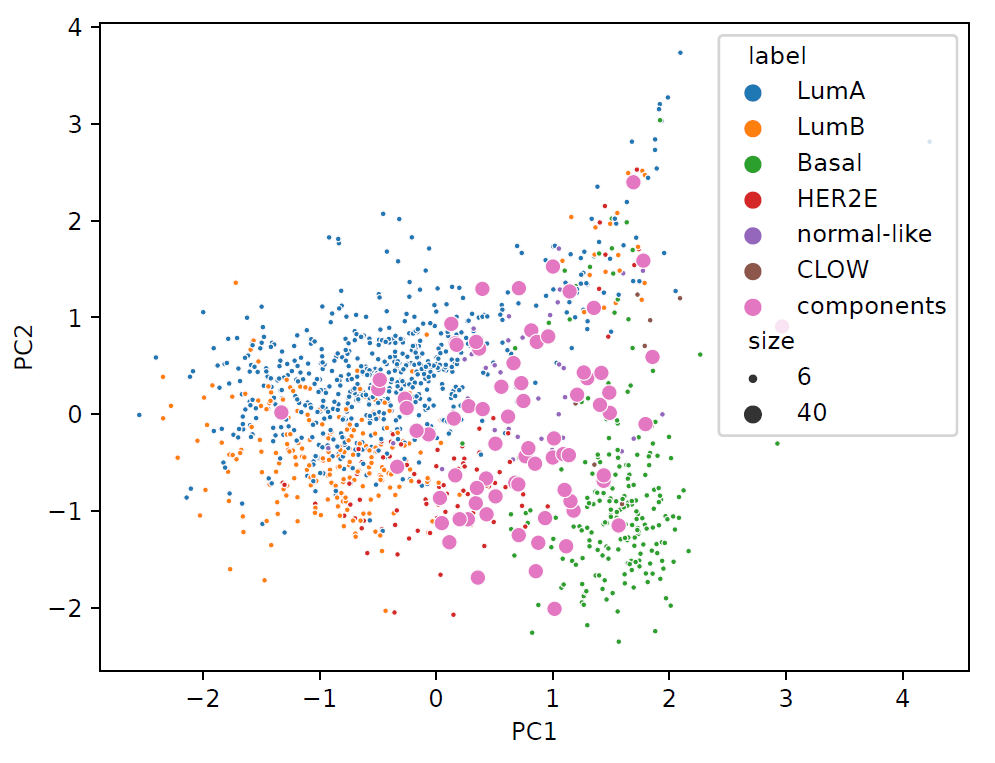 4
3
2
1
0
−1
−2
PC2
label
LumA
LumB
Basal
HER2E
normal-like
CLOW
components
size
6
40
−2 −1 0 1 2 3 4
PC1